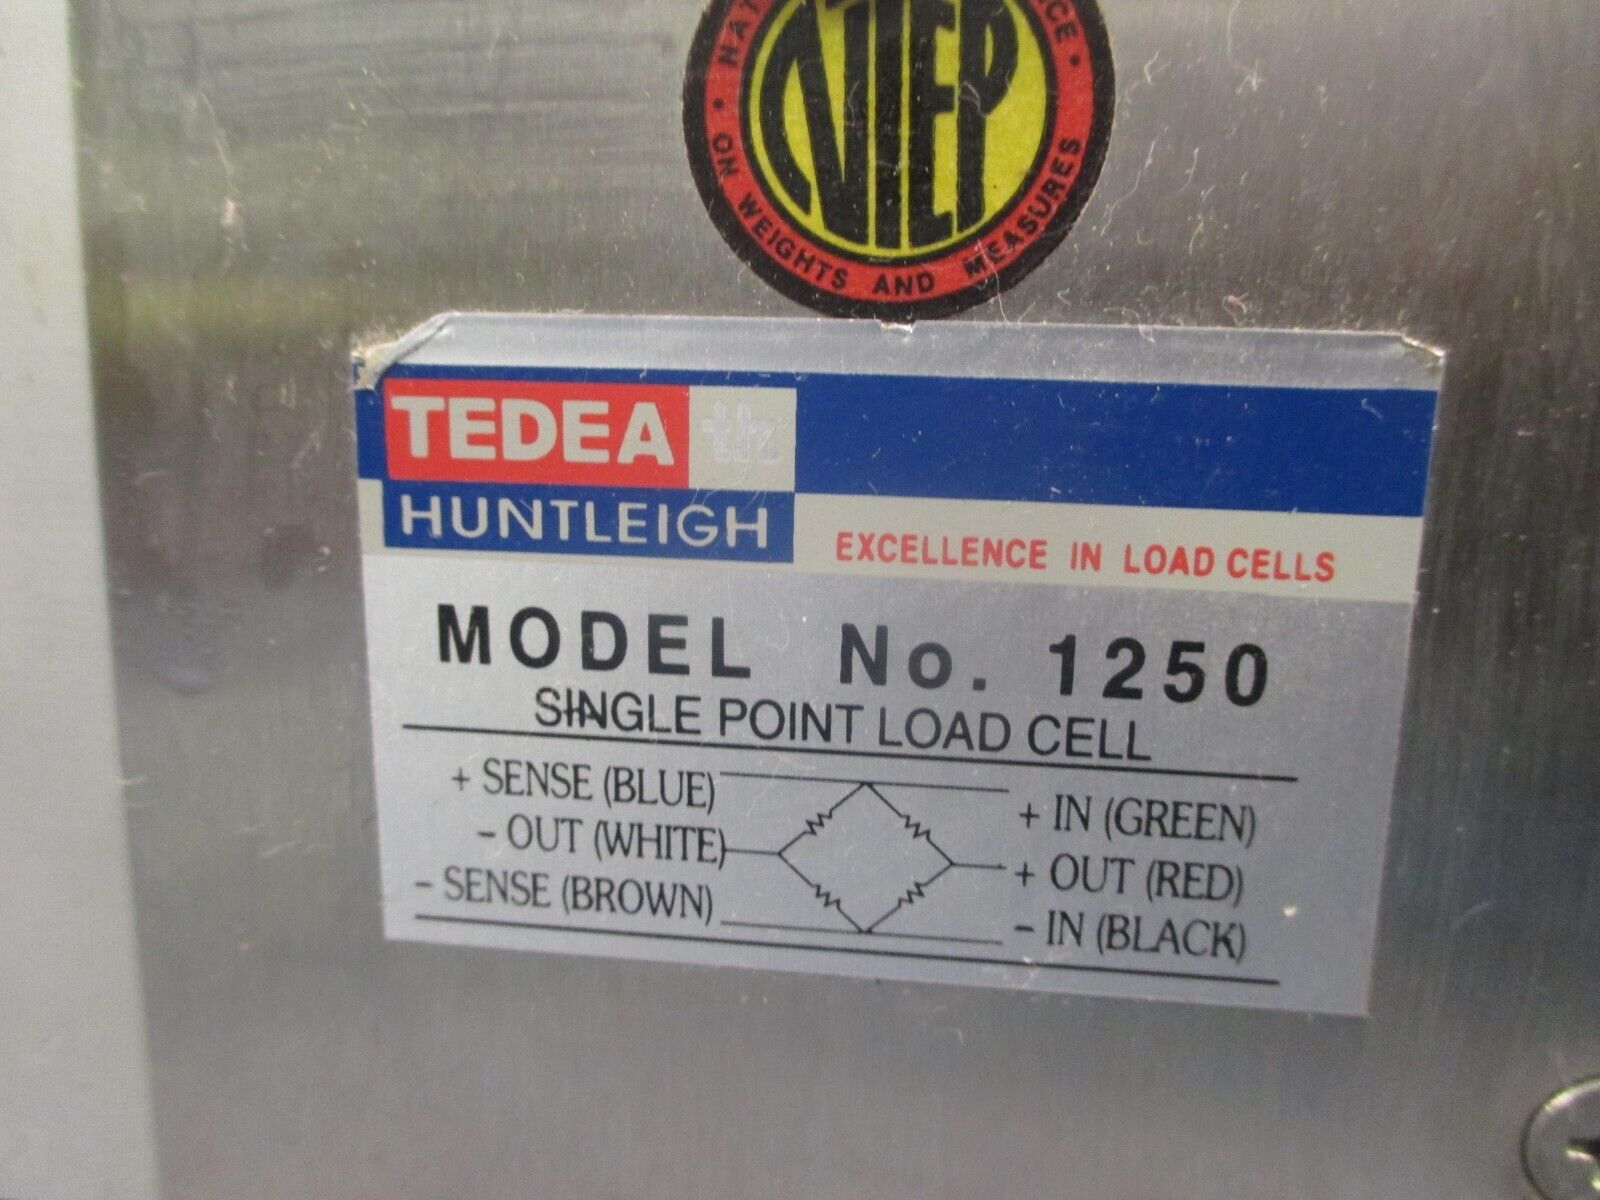 NTEP
ON WEIGHTS AND MEASURES
TEDEA
HUNTLEIGH
EXCELLENCE IN LOAD CELLS
MODEL No. 1250
SINGLE POINT LOAD CELL
+ SENSE (BLUE)
+ IN (GREEN)
- OUT (WHITE)
+ OUT (RED)
- SENSE (BROWN)
- IN (BLACK)